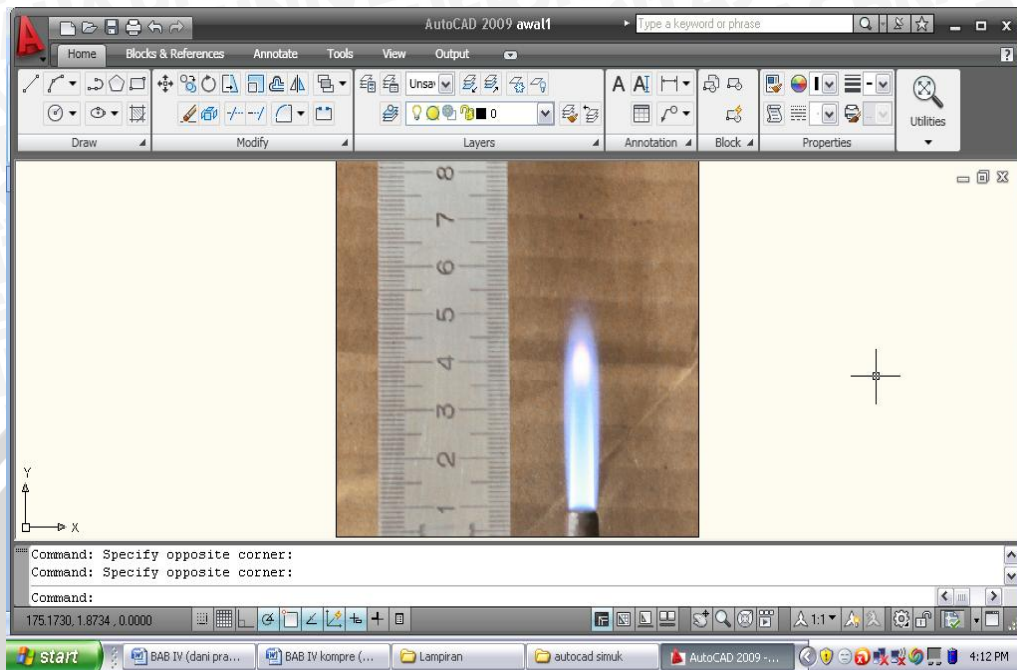 AutoCAD 2009 awal1
Type a keyword or phrase
Home Blocks & References Annotate Tools View Output
Unsav
0
Utilities
Draw Modify Layers Annotation Block Properties
8
7
6
5
4
3
2
1
Y
X
Command: Specify opposite corner:
Command: Specify opposite corner:
Command:
175.1730, 1.8734 , 0.0000
1:1
start BAB IV (dani pra... BAB IV kompre (... Lampiran autocad simuk AutoCAD 2009 -... 4:12 PM